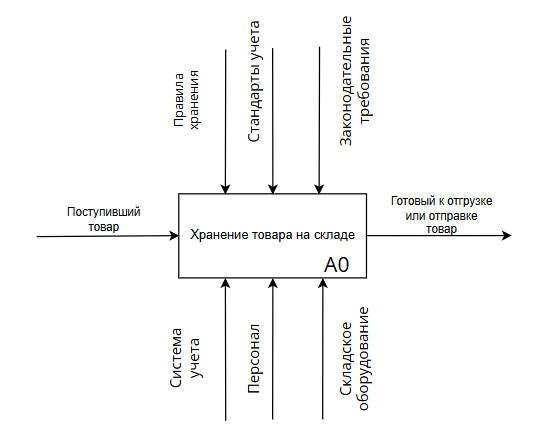 Правила
хранения
Стандарты учета
Законодательные
требования
Поступивший
товар
Хранение товара на складе
A0
Готовый к отгрузке
или отправке
товар
Система
учета
Персонал
Складское
оборудование